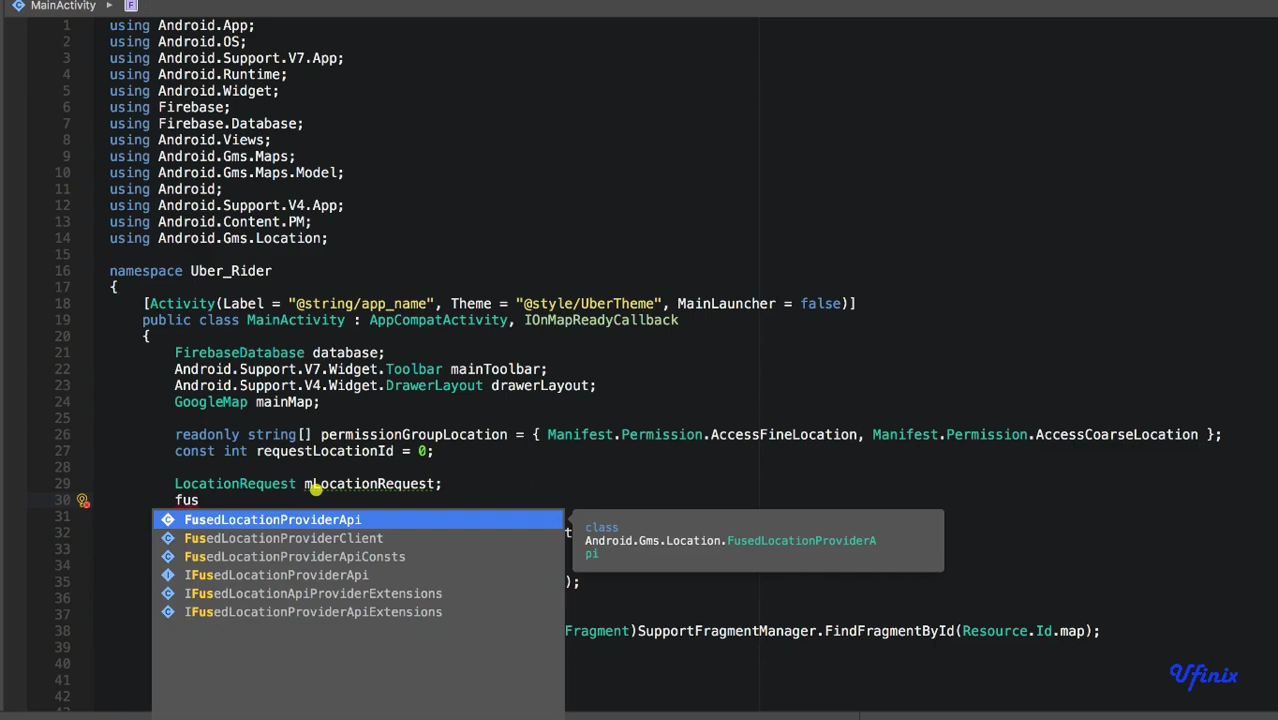 MainActivity
1 using Android.App;
2 using Android.OS;
3 using Android.Support.V7.App;
4 using Android.Runtime;
5 using Android.Widget;
6 using Firebase;
7 using Firebase.Database;
8 using Android.Views;
9 using Android.Gms.Maps;
10 using Android.Gms.Maps.Model;
11 using Android;
12 using Android.Support.V4.App;
13 using Android.Content.PM;
14 using Android.Gms.Location;
15
16 namespace Uber_Rider
17 {
18 [Activity(Label = "@string/app_name", Theme = "@style/UberTheme", MainLauncher = false)]
19 public class MainActivity : AppCompatActivity, IOnMapReadyCallback
20 {
21 FirebaseDatabase database;
22 Android.Support.V7.Widget.Toolbar mainToolbar;
23 Android.Support.V4.Widget.DrawerLayout drawerLayout;
24 GoogleMap mainMap;
25
26 readonly string[] permissionGroupLocation = { Manifest.Permission.AccessFineLocation, Manifest.Permission.AccessCoarseLocation };
27 const int requestLocationId = 0;
28
29 LocationRequest mLocationRequest;
30 fus
FusedLocationProviderApi
FusedLocationProviderClient
FusedLocationProviderApiConsts
IFusedLocationProviderApi
IFusedLocationApiProviderExtensions
IFusedLocationProviderApiExtensions
class
Android.Gms.Location.FusedLocationProviderA
pi
31
32 t
33
34
35 );
36
37
38 Fragment)SupportFragmentManager.FindFragmentById(Resource.Id.map);
39
40
41
42
Ufinix